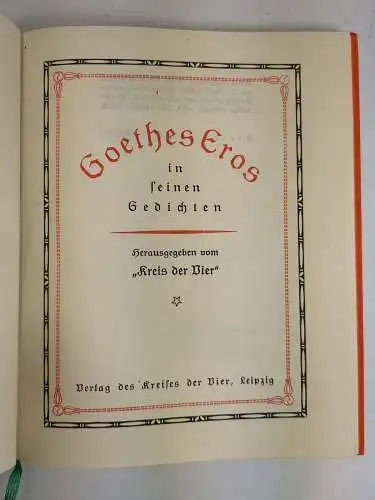 Goethes Eros
in
seinen
Gedichten
Herausgegeben vom
„Kreis der Vier“
Verlag des Kreises der Vier, Leipzig